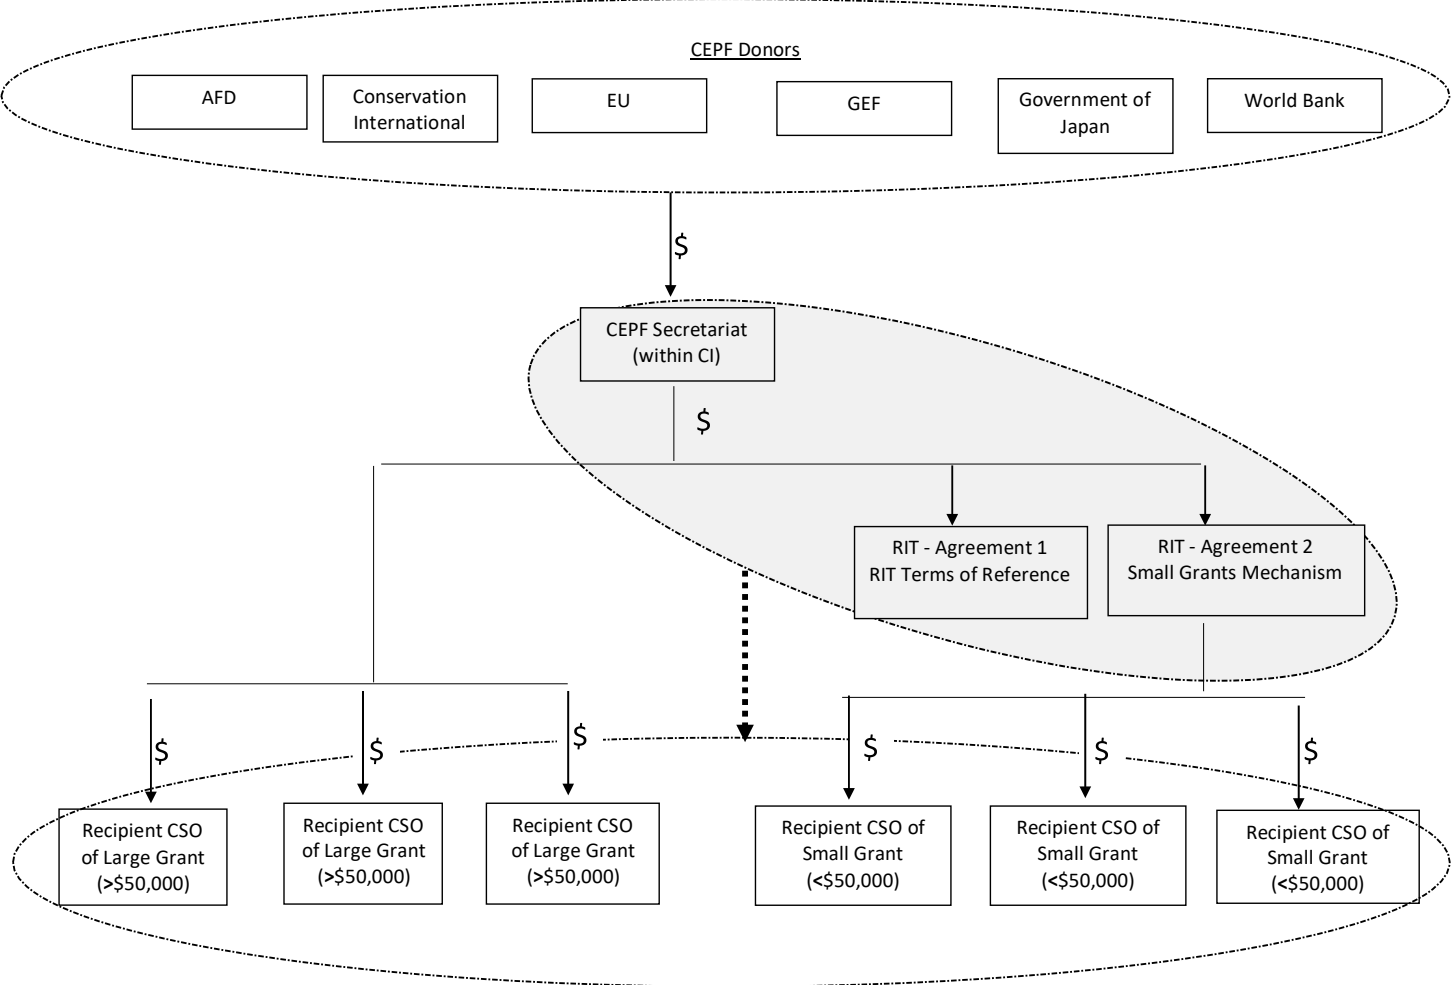 CEPF Donors
AFD
Conservation
International
EU
GEF
Government of
Japan
World Bank
$
CEPF Secretariat
(within CI)
$
RIT - Agreement 1
RIT Terms of Reference
RIT - Agreement 2
Small Grants Mechanism
$
$
$
$
$
$
Recipient CSO
of Large Grant
(>$50,000)
Recipient CSO
of Large Grant
(>$50,000)
Recipient CSO
of Large Grant
(>$50,000)
Recipient CSO of
Small Grant
(<$50,000)
Recipient CSO of
Small Grant
(<$50,000)
Recipient CSO of
Small Grant
(<$50,000)